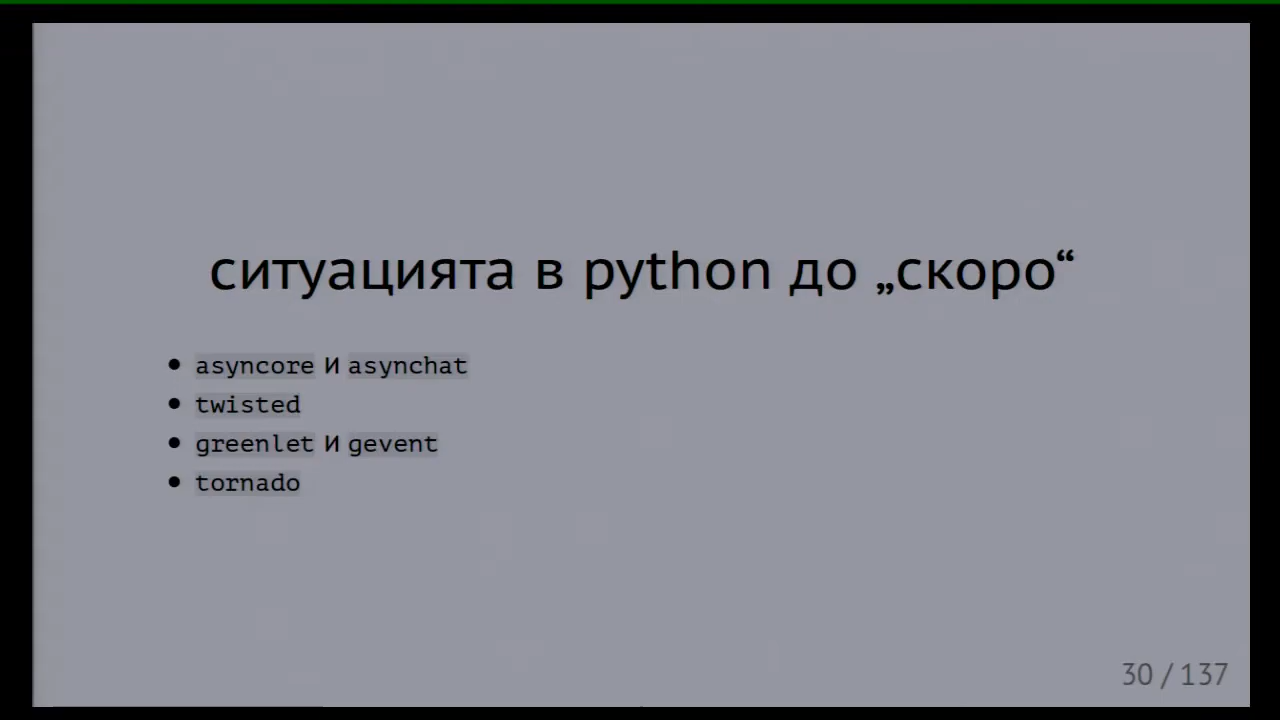 ситуацията в python до „скоро“
asyncore и asynchat
twisted
greenlet и gevent
tornado
30 / 137